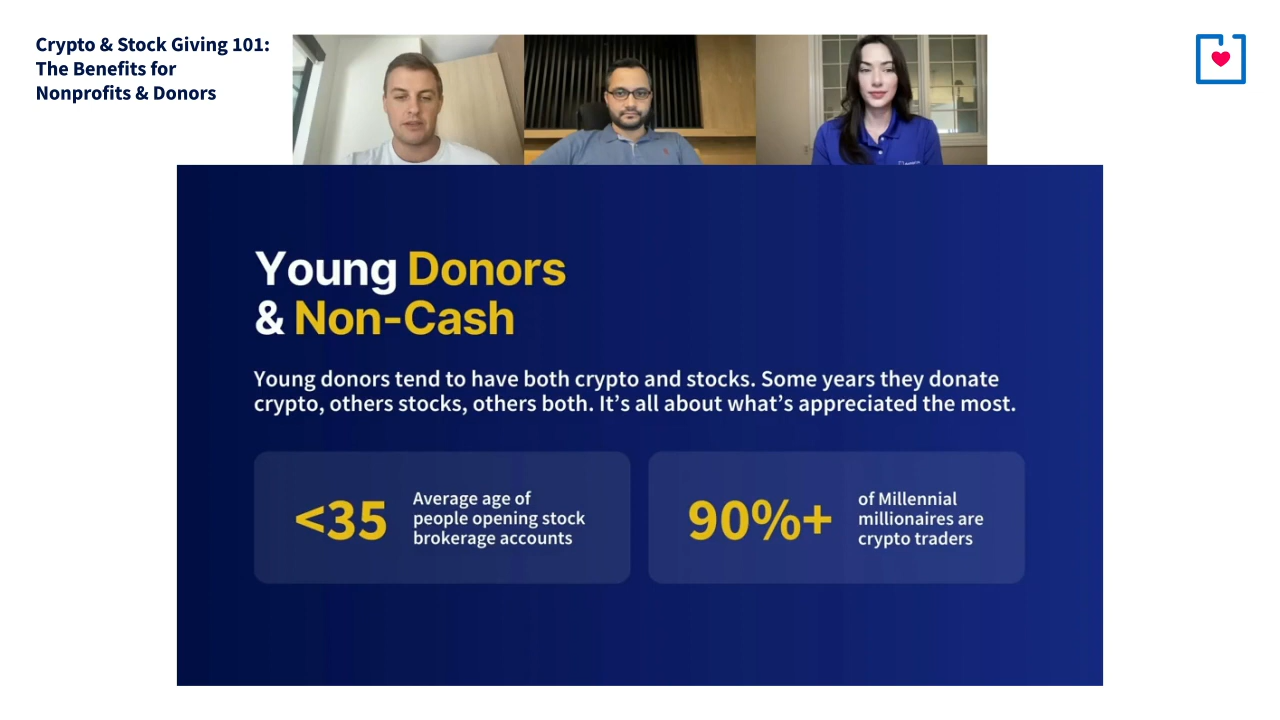 Crypto & Stock Giving 101:
The Benefits for
Nonprofits & Donors
Young Donors
& Non-Cash
Young donors tend to have both crypto and stocks. Some years they donate
crypto, others stocks, others both. It’s all about what’s appreciated the most.
<35
Average age of
people opening stock
brokerage accounts
90%+
of Millennial
millionaires are
crypto traders